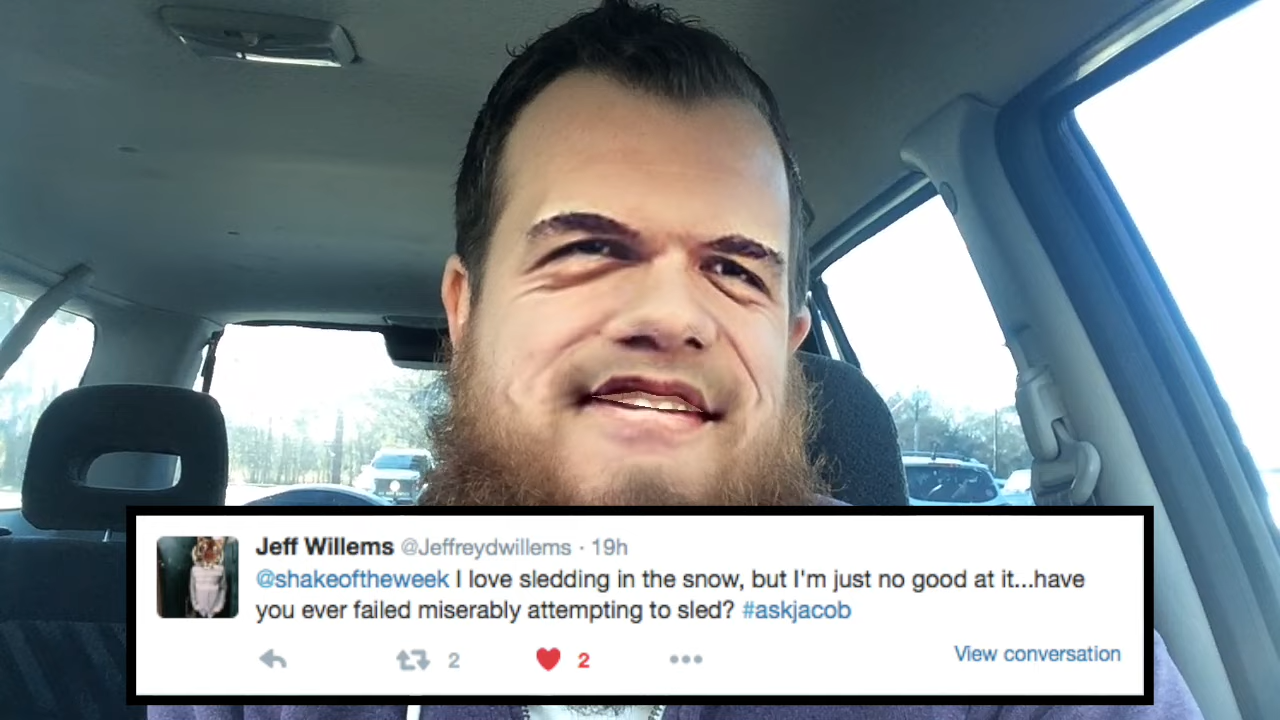 Jeff Willems @Jeffreydwillems · 19h
@shakeoftheweek I love sledding in the snow, but I'm just no good at it...have
you ever failed miserably attempting to sled? #askjacob
2 2 View conversation